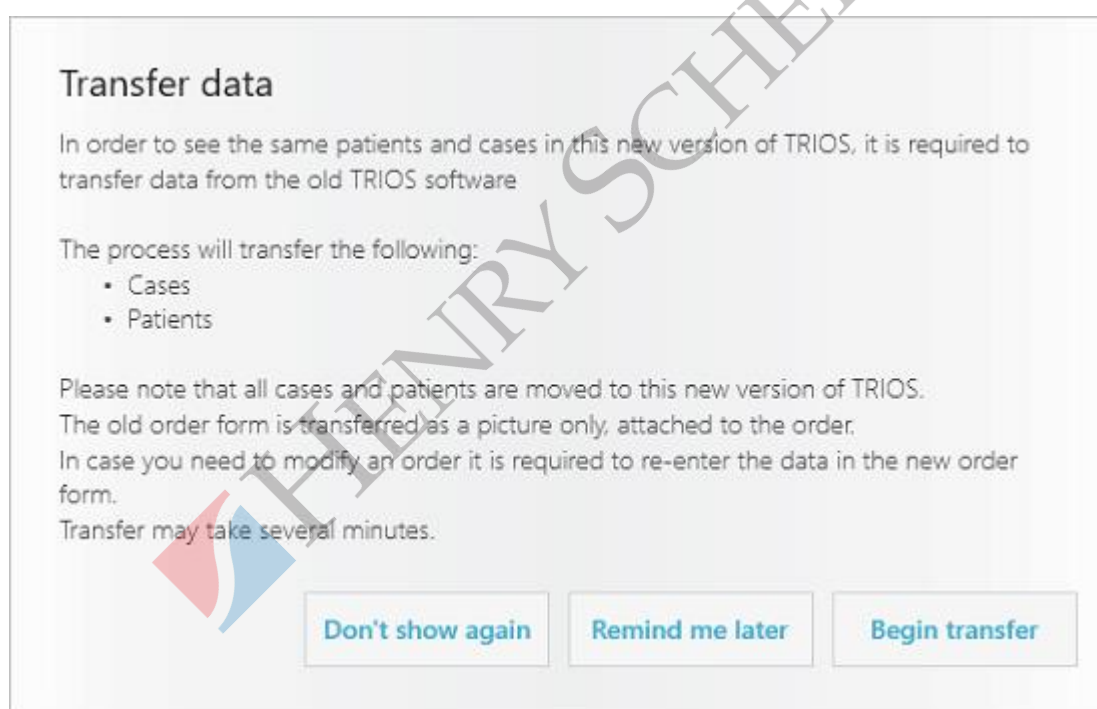 Transfer data
In order to see the same patients and cases in this new version of TRIOS, it is required to
transfer data from the old TRIOS software
The process will transfer the following:
• Cases
• Patients
Please note that all cases and patients are moved to this new version of TRIOS.
The old order form is transferred as a picture only, attached to the order.
In case you need to modify an order it is required to re-enter the data in the new order
form.
Transfer may take several minutes.
Don't show again
Remind me later
Begin transfer
HENRY SCHE